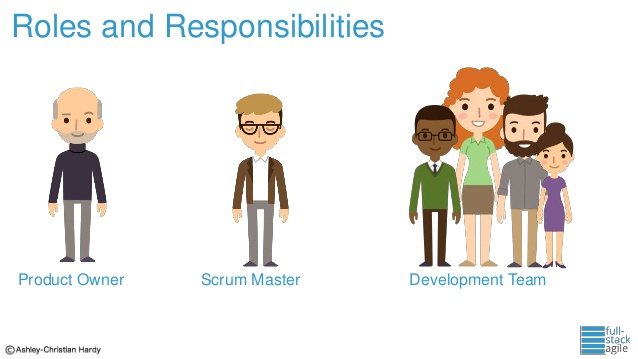 Roles and Responsibilities
Product Owner
Scrum Master
Development Team
©Ashley-Christian Hardy
full-
stack
agile